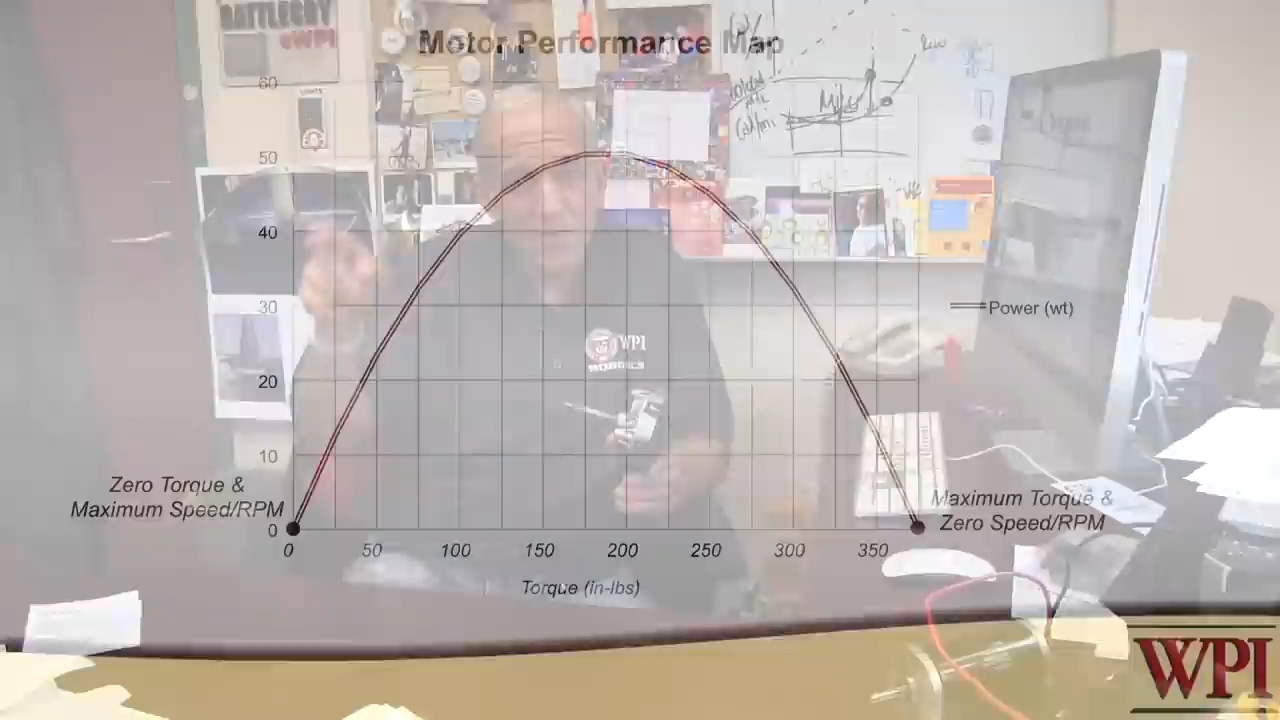 BATTLECRY
@WPI
Motor Performance Map
60
50
40
30
20
10
0
Power (wt)
WPI
Zero Torque &
Maximum Speed/RPM
Maximum Torque &
Zero Speed/RPM
0 50 100 150 200 250 300 350
Torque (in-lbs)
WPI